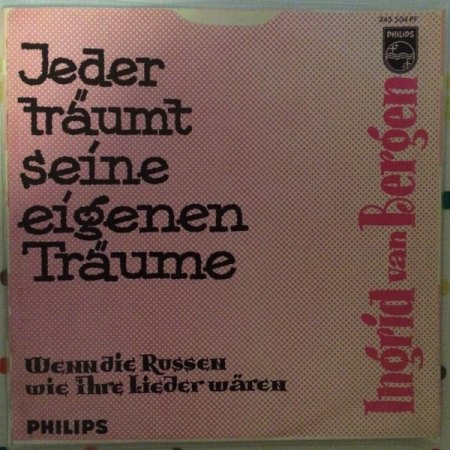 345 504 PF
PHILIPS
Jeder
träumt
seine
eigenen
Träume
Ingrid van Bergen
Wenn die Russen
wie ihre Lieder wären
PHILIPS